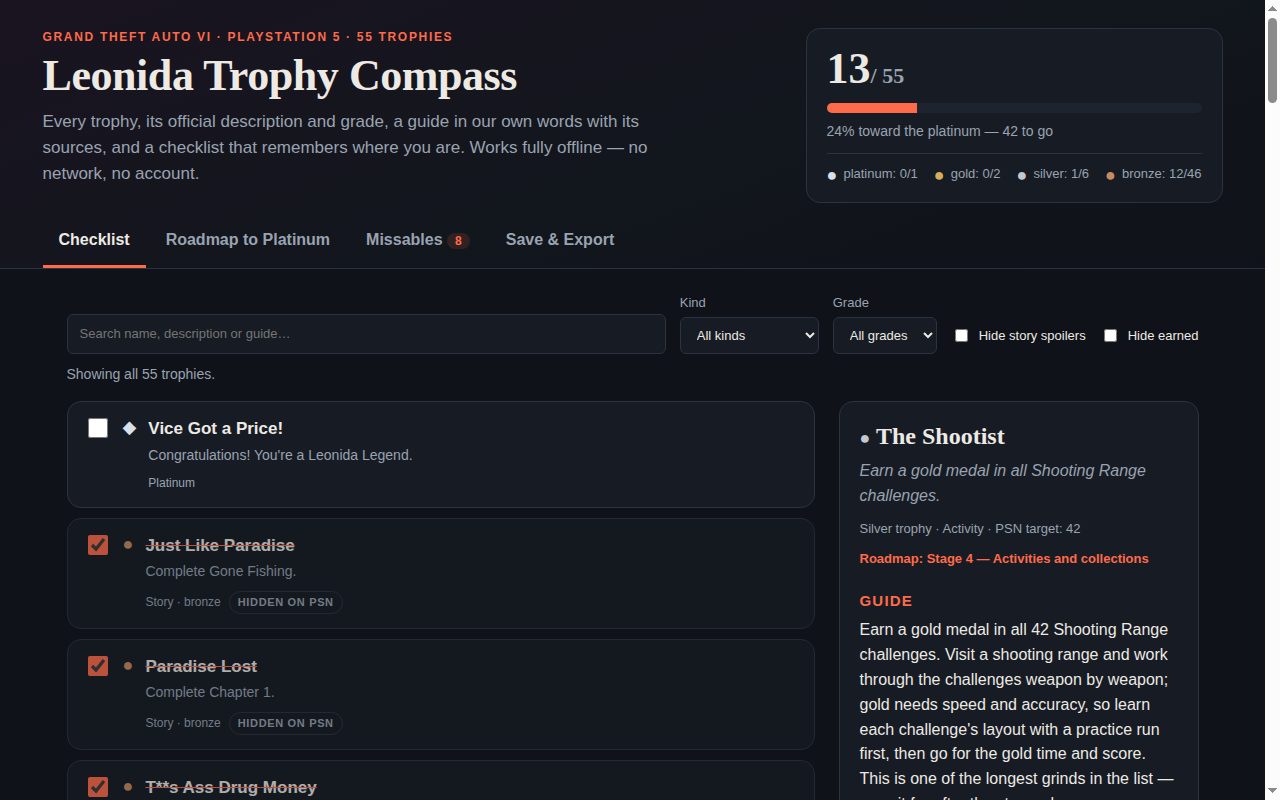 GRAND THEFT AUTO VI · PLAYSTATION 5 · 55 TROPHIES
Leonida Trophy Compass
Every trophy, its official description and grade, a guide in our own words with its
sources, and a checklist that remembers where you are. Works fully offline — no
network, no account.
13/ 55
24% toward the platinum — 42 to go
platinum: 0/1 gold: 0/2 silver: 1/6 bronze: 12/46
Checklist Roadmap to Platinum Missables 8 Save & Export
Kind Grade
Search name, description or guide… All kinds All grades Hide story spoilers Hide earned
Showing all 55 trophies.
Vice Got a Price!
Congratulations! You're a Leonida Legend.
Platinum
Just Like Paradise
Complete Gone Fishing.
Story · bronze HIDDEN ON PSN
Paradise Lost
Complete Chapter 1.
Story · bronze HIDDEN ON PSN
T**s Ass Drug Money
The Shootist
Earn a gold medal in all Shooting Range
challenges.
Silver trophy · Activity · PSN target: 42
Roadmap: Stage 4 — Activities and collections
GUIDE
Earn a gold medal in all 42 Shooting Range
challenges. Visit a shooting range and work
through the challenges weapon by weapon;
gold needs speed and accuracy, so learn
each challenge's layout with a practice run
first, then go for the gold time and score.
This is one of the longest grinds in the list —